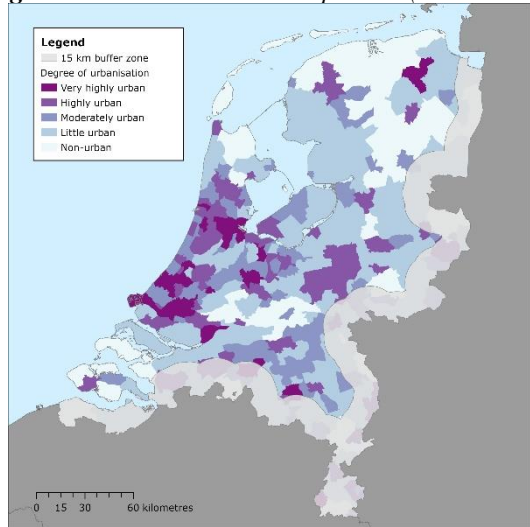 Legend
15 km buffer zone
Degree of urbanisation
Very highly urban
Highly urban
Moderately urban
Little urban
Non-urban
0 15 30 60 kilometres